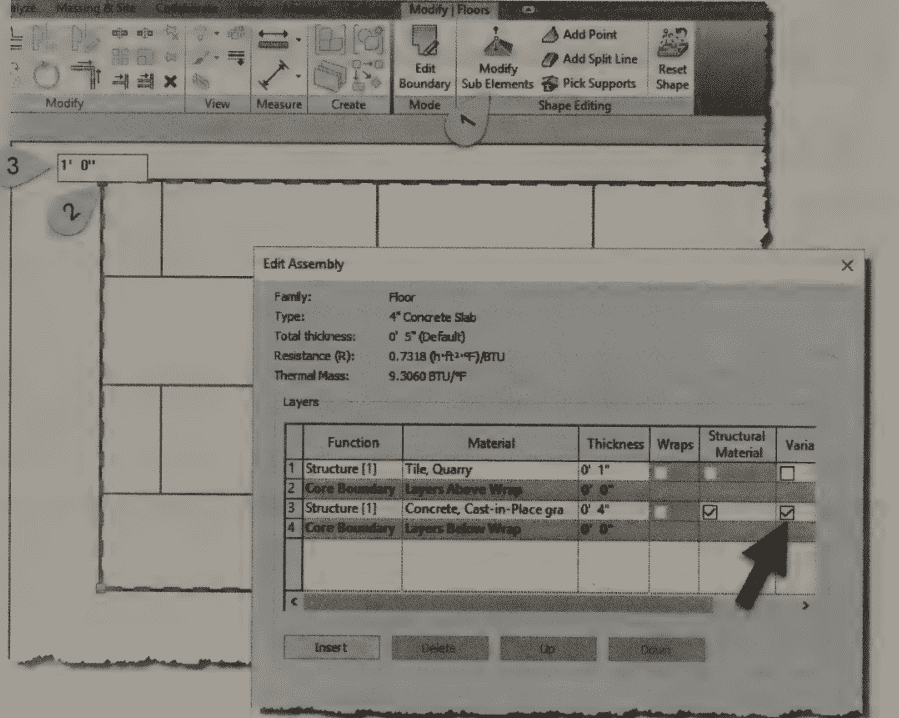 Massing & Site
Modify | Floors
Add Point
Add Split Line
Pick Supports
Edit
Boundary
Modify
Sub Elements
Reset
Shape
Modify
View
Measure
Create
Mode
Shape Editing
1
3
1' 0"
2
Edit Assembly
Family: Floor
Type: 4" Concrete Slab
Total thickness: 0' 5" (Default)
Resistance (R): 0.7318 (h·ft²·°F)/BTU
Thermal Mass: 9.3060 BTU/°F
Layers
Function Material Thickness Wraps Structural Material Varia
1 Structure [1] Tile, Quarry 0' 1"
2 Core Boundary Layers Above Wrap 0' 0"
3 Structure [1] Concrete, Cast-in-Place gra 0' 4"
4 Core Boundary Layers Below Wrap 0' 0"
Insert Delete Up Down